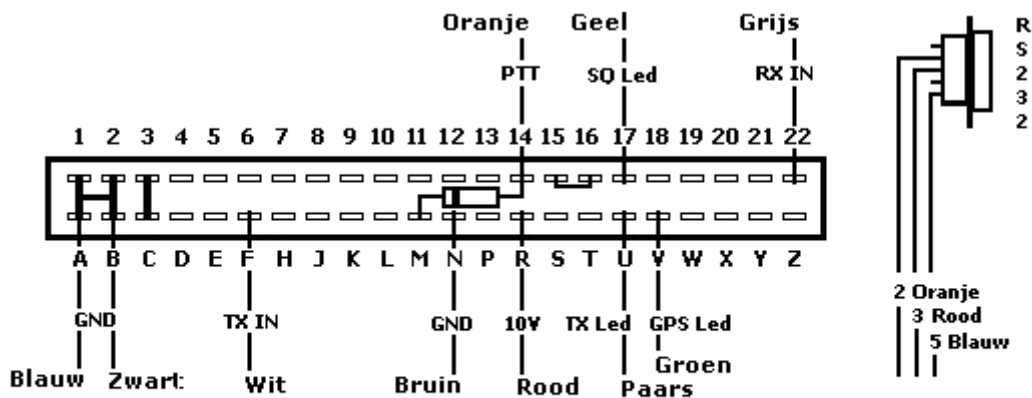 Oranje Geel Grijs
PTT SQ Led RX IN
1 2 3 4 5 6 7 8 9 10 11 12 13 14 15 16 17 18 19 20 21 22
A B C D E F H J K L M N P R S T U V W X Y Z
GND TX IN GND 10V TX Led GPS Led
Groen
Blauw Zwart Wit Bruin Rood Paars
R
S
2
3
2
2 Oranje
3 Rood
5 Blauw